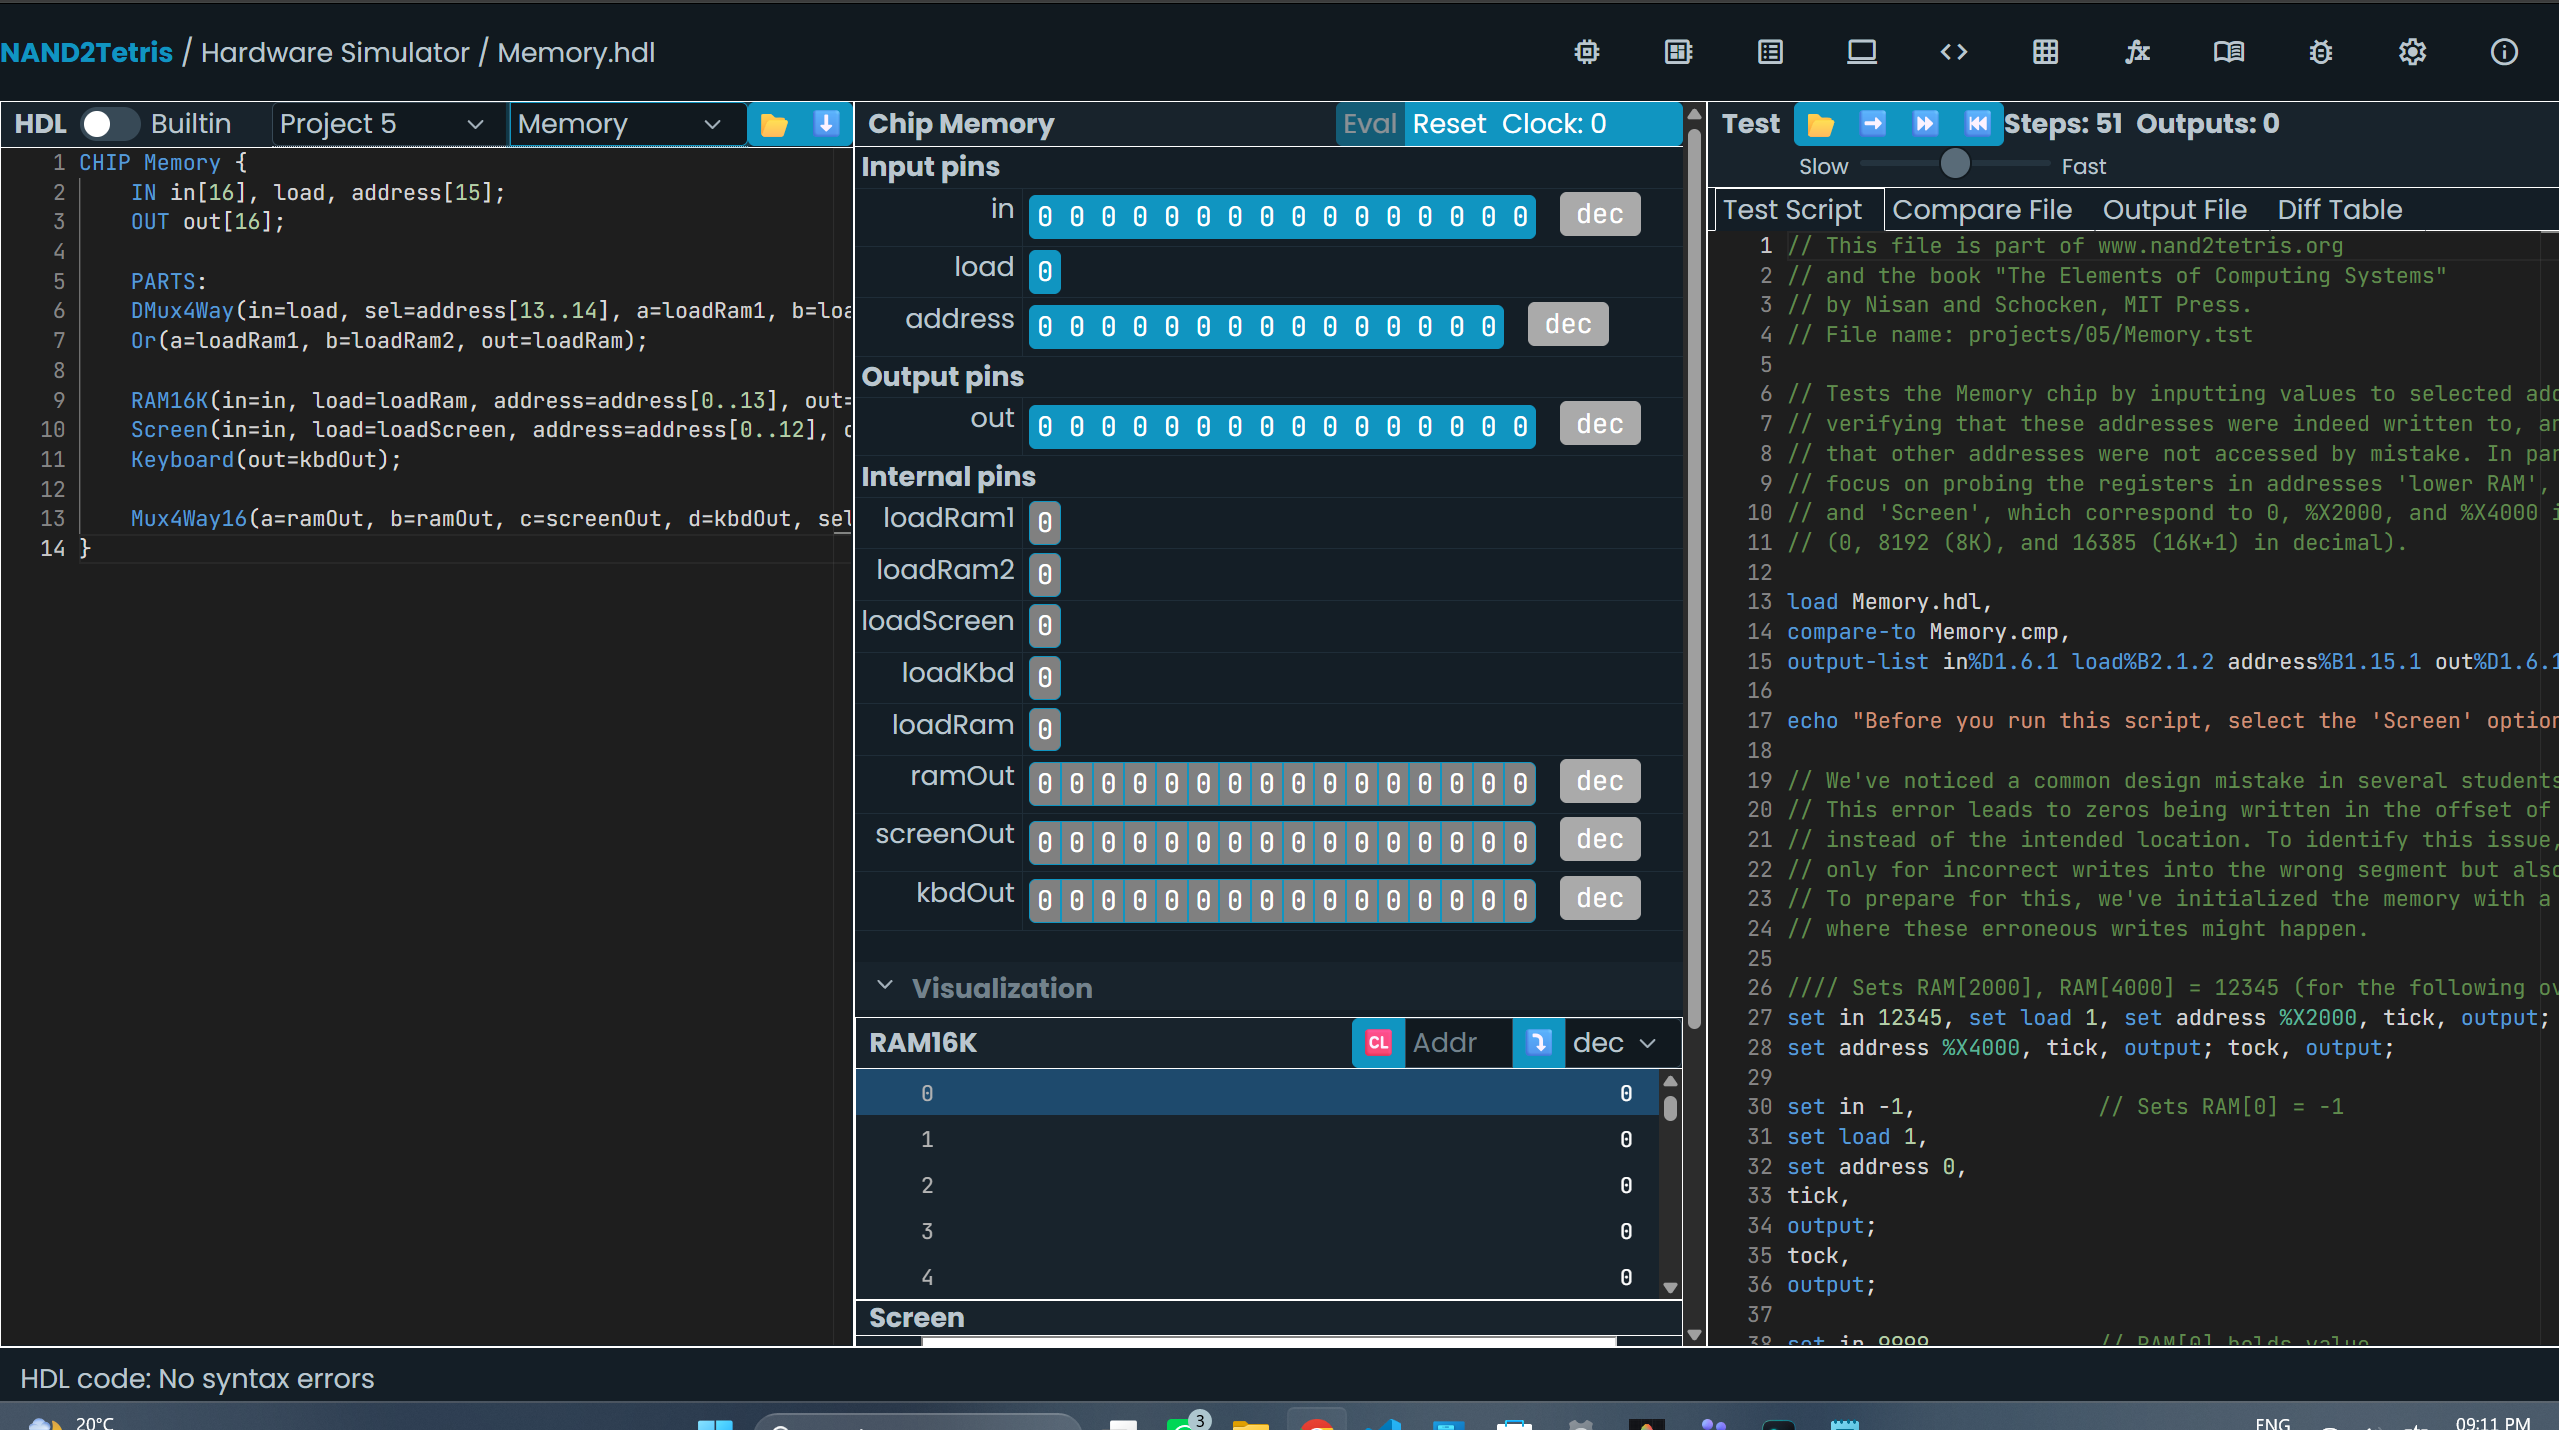 NAND2Tetris / Hardware Simulator / Memory.hdl
HDL Builtin Project 5 Memory
1 CHIP Memory {
2 IN in[16], load, address[15];
3 OUT out[16];
4
5 PARTS:
6 DMux4Way(in=load, sel=address[13..14], a=loadRam1, b=loa
7 Or(a=loadRam1, b=loadRam2, out=loadRam);
8
9 RAM16K(in=in, load=loadRam, address=address[0..13], out=
10 Screen(in=in, load=loadScreen, address=address[0..12], o
11 Keyboard(out=kbdOut);
12
13 Mux4Way16(a=ramOut, b=ramOut, c=screenOut, d=kbdOut, sel
14 }
Chip Memory Eval Reset Clock: 0
Input pins
in 0 0 0 0 0 0 0 0 0 0 0 0 0 0 0 0 dec
load 0
address 0 0 0 0 0 0 0 0 0 0 0 0 0 0 0 dec
Output pins
out 0 0 0 0 0 0 0 0 0 0 0 0 0 0 0 0 dec
Internal pins
loadRam1 0
loadRam2 0
loadScreen 0
loadKbd 0
loadRam 0
ramOut 0 0 0 0 0 0 0 0 0 0 0 0 0 0 0 0 dec
screenOut 0 0 0 0 0 0 0 0 0 0 0 0 0 0 0 0 dec
kbdOut 0 0 0 0 0 0 0 0 0 0 0 0 0 0 0 0 dec
Visualization
RAM16K CL Addr dec
0 0
1 0
2 0
3 0
4 0
Screen
Test Steps: 51 Outputs: 0
Slow Fast
Test Script Compare File Output File Diff Table
1 // This file is part of www.nand2tetris.org
2 // and the book "The Elements of Computing Systems"
3 // by Nisan and Schocken, MIT Press.
4 // File name: projects/05/Memory.tst
5
6 // Tests the Memory chip by inputting values to selected add
7 // verifying that these addresses were indeed written to, an
8 // that other addresses were not accessed by mistake. In par
9 // focus on probing the registers in addresses 'lower RAM',
10 // and 'Screen', which correspond to 0, %X2000, and %X4000 i
11 // (0, 8192 (8K), and 16385 (16K+1) in decimal).
12
13 load Memory.hdl,
14 compare-to Memory.cmp,
15 output-list in%D1.6.1 load%B2.1.2 address%B1.15.1 out%D1.6.1
16
17 echo "Before you run this script, select the 'Screen' option
18
19 // We've noticed a common design mistake in several students
20 // This error leads to zeros being written in the offset of
21 // instead of the intended location. To identify this issue,
22 // only for incorrect writes into the wrong segment but also
23 // To prepare for this, we've initialized the memory with a
24 // where these erroneous writes might happen.
25
26 //// Sets RAM[2000], RAM[4000] = 12345 (for the following ov
27 set in 12345, set load 1, set address %X2000, tick, output;
28 set address %X4000, tick, output; tock, output;
29
30 set in -1, // Sets RAM[0] = -1
31 set load 1,
32 set address 0,
33 tick,
34 output;
35 tock,
36 output;
37
38 set in 9999 // RAM[0] holds value
HDL code: No syntax errors
20°C
3
ENG
09:11 PM